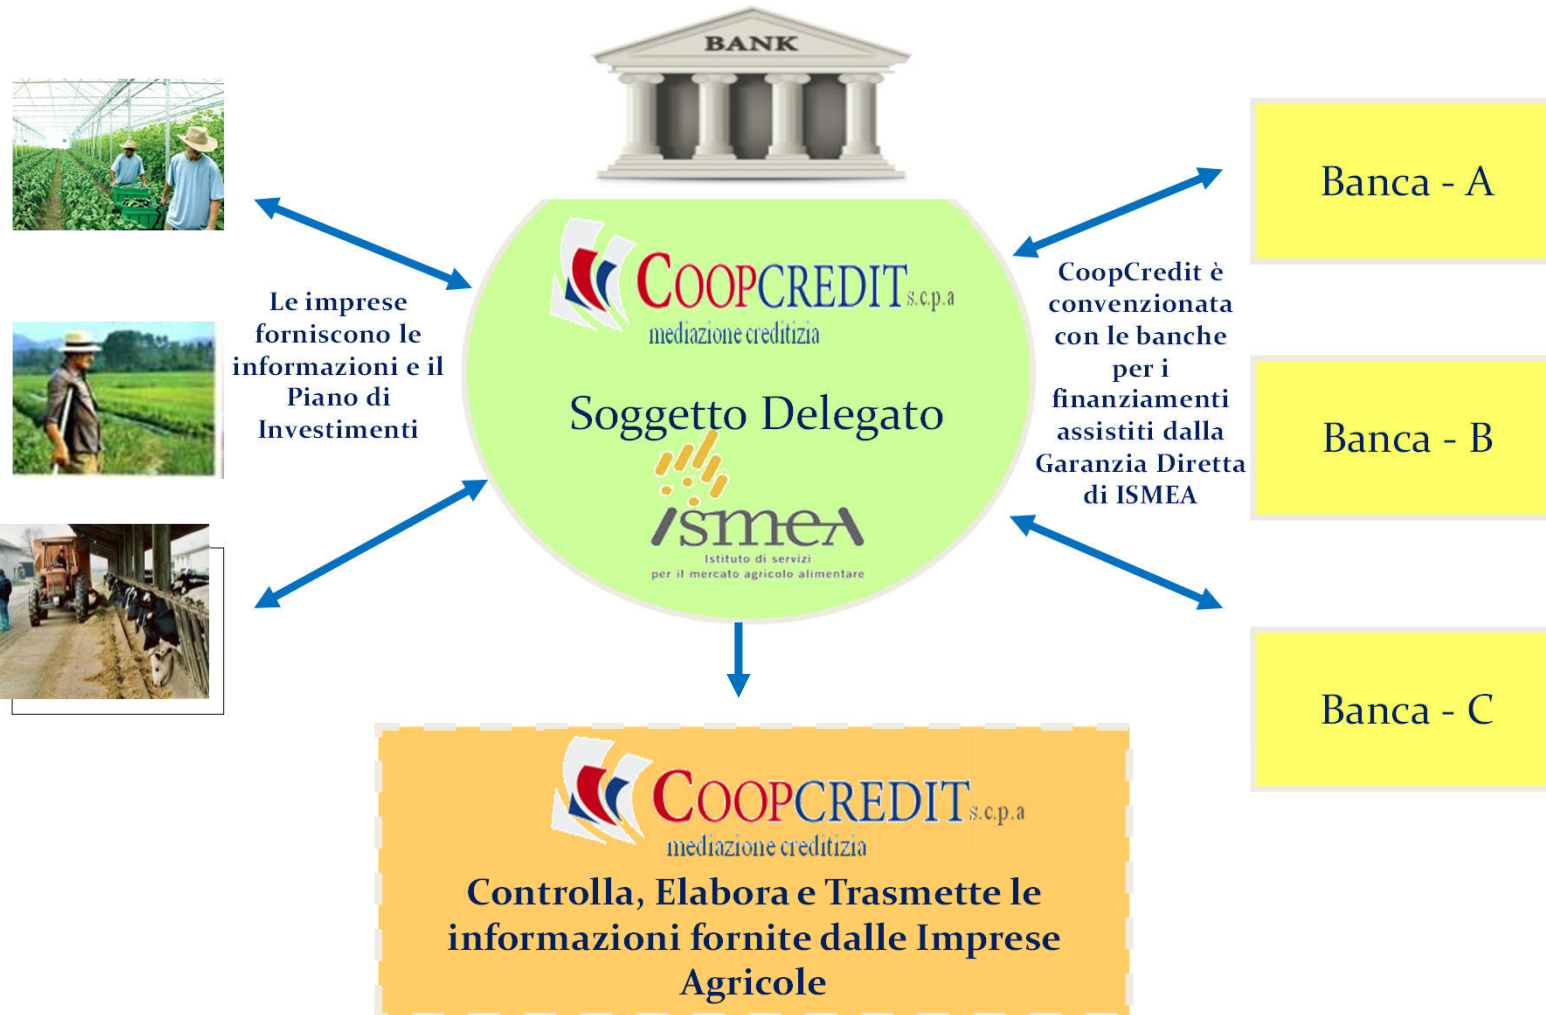 BANK
COOPCREDIT s.c.p.a
mediazione creditizia
Soggetto Delegato
ismea
Istituto di servizi
per il mercato agricolo alimentare
Le imprese
forniscono le
informazioni e il
Piano di
Investimenti
CoopCredit è
convenzionata
con le banche
per i
finanziamenti
assistiti dalla
Garanzia Diretta
di ISMEA
Banca - A
Banca - B
Banca - C
COOPCREDIT s.c.p.a
mediazione creditizia
Controlla, Elabora e Trasmette le
informazioni fornite dalle Imprese
Agricole